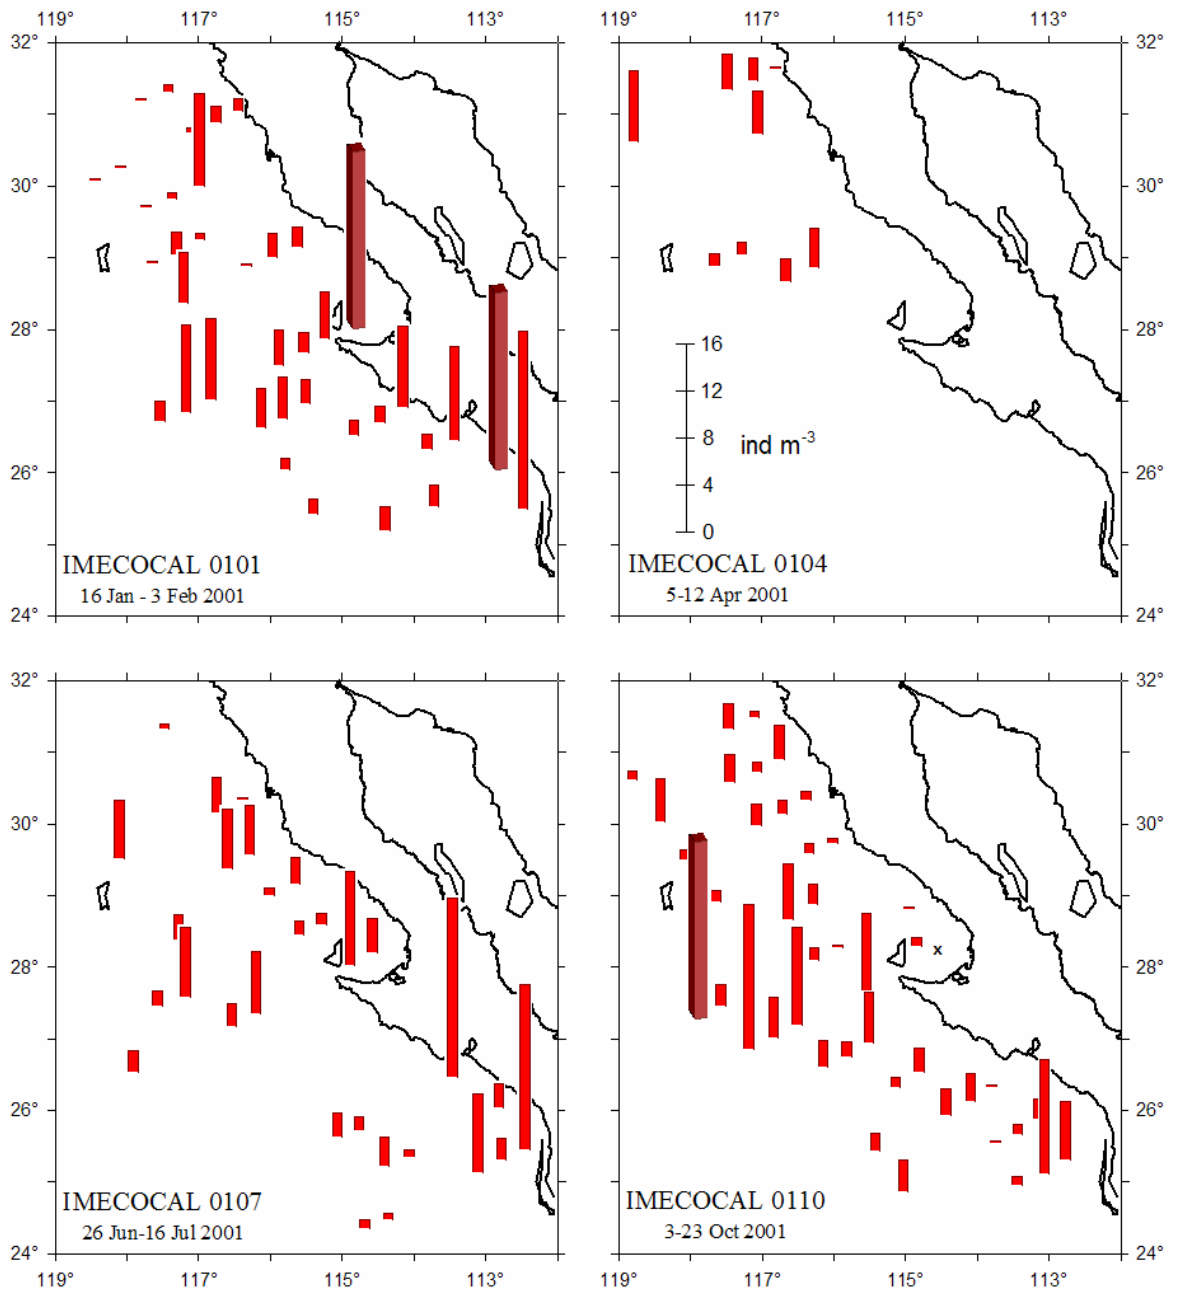 119° 117° 115° 113° 119° 117° 115° 113°
32° 32°
30° 30°
28° 28°
16
12
8 ind m⁻³
26° 26°
4
0
IMECOCAL 0101 IMECOCAL 0104
16 Jan - 3 Feb 2001 5-12 Apr 2001
24° 24°
32° 32°
30° 30°
x
28° 28°
26° 26°
IMECOCAL 0107 IMECOCAL 0110
26 Jun-16 Jul 2001 3-23 Oct 2001
24° 24°
119° 117° 115° 113° 119° 117° 115° 113°